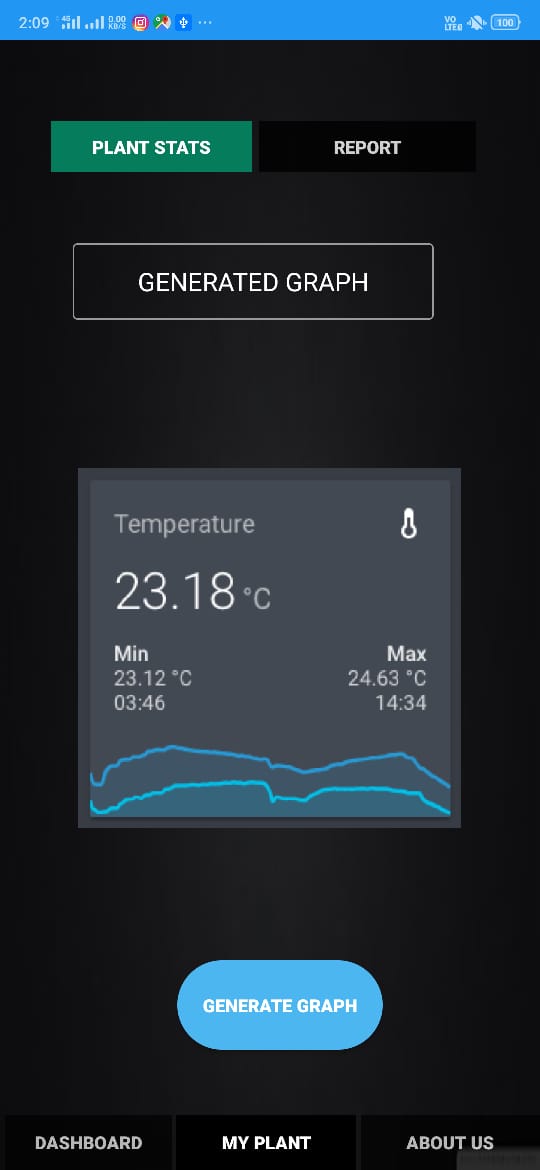 2:09 4G 0.00 KB/S ... VO LTE 100
PLANT STATS REPORT
GENERATED GRAPH
Temperature
23.18 °C
Min Max
23.12 °C 24.63 °C
03:46 14:34
GENERATE GRAPH
DASHBOARD MY PLANT ABOUT US